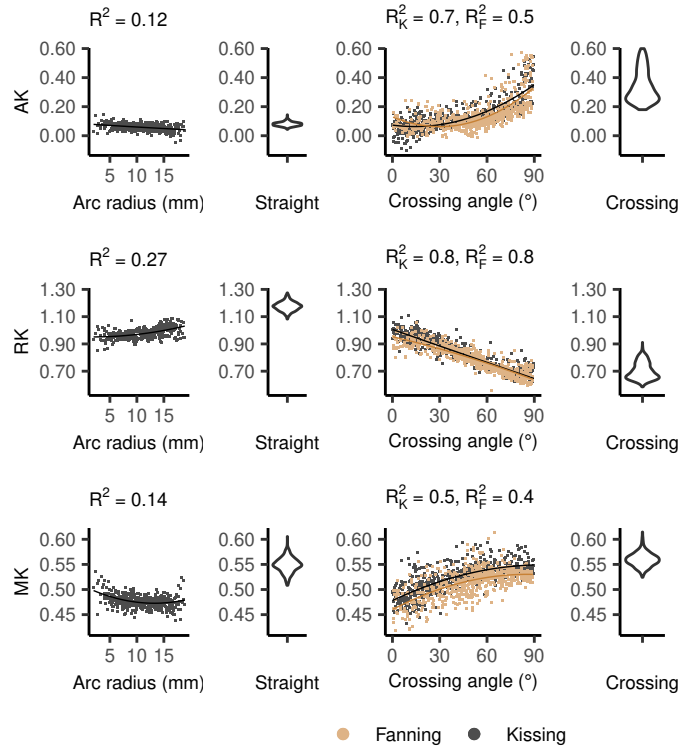 R² = 0.12
R²K = 0.7, R²F = 0.5
AK
0.60 0.60 0.60 0.60
0.40 0.40 0.40 0.40
0.20 0.20 0.20 0.20
0.00 0.00 0.00 0.00
5 10 15
0 30 60 90
Arc radius (mm) Straight Crossing angle (°) Crossing
R² = 0.27
R²K = 0.8, R²F = 0.8
RK
1.30 1.30 1.30 1.30
1.10 1.10 1.10 1.10
0.90 0.90 0.90 0.90
0.70 0.70 0.70 0.70
5 10 15
0 30 60 90
Arc radius (mm) Straight Crossing angle (°) Crossing
R² = 0.14
R²K = 0.5, R²F = 0.4
MK
0.60 0.60 0.60 0.60
0.55 0.55 0.55 0.55
0.50 0.50 0.50 0.50
0.45 0.45 0.45 0.45
5 10 15
0 30 60 90
Arc radius (mm) Straight Crossing angle (°) Crossing
Fanning Kissing